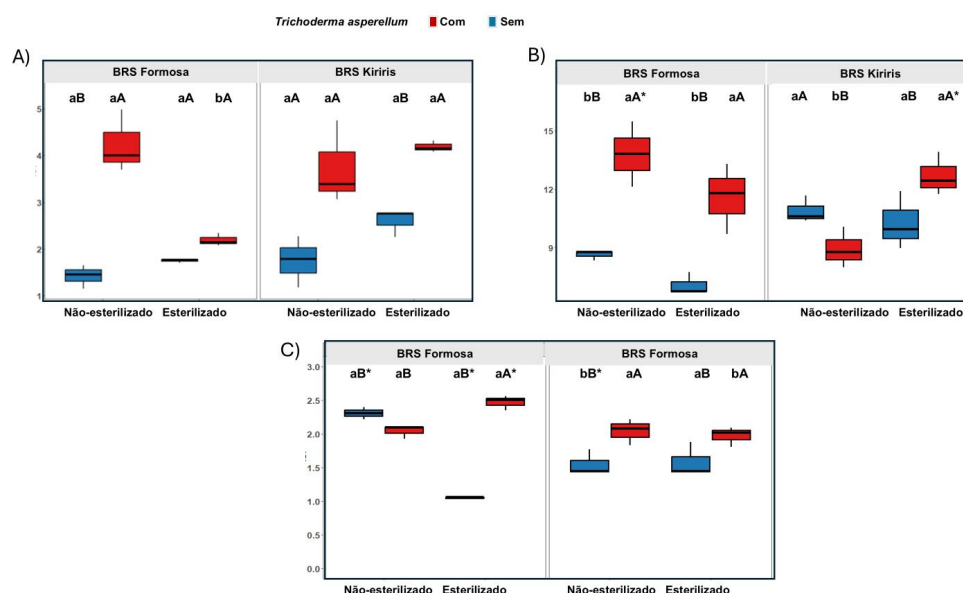 Trichoderma asperellum Com Sem
A)
BRS Formosa BRS Kiriris
aB aA aA bA aA aA aB aA
5
4
3
2
1
Não-esterilizado Esterilizado Não-esterilizado Esterilizado
B)
BRS Formosa BRS Kiriris
bB aA* bB aA aA bB aB aA*
15
12
9
Não-esterilizado Esterilizado Não-esterilizado Esterilizado
C)
BRS Formosa BRS Formosa
aB* aB aB* aA* bB* aA aB bA
3.0
2.5
2.0
1.5
1.0
0.5
0.0
Não-esterilizado Esterilizado Não-esterilizado Esterilizado